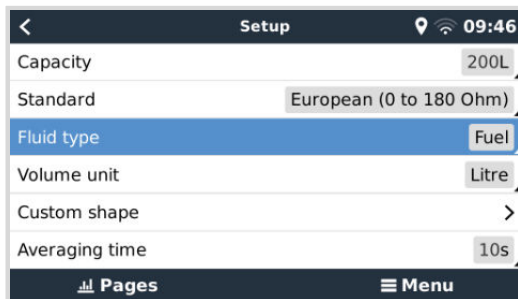 Setup 09:46
Capacity 200L
Standard European (0 to 180 Ohm)
Fluid type Fuel
Volume unit Litre
Custom shape
Averaging time 10s
Pages Menu